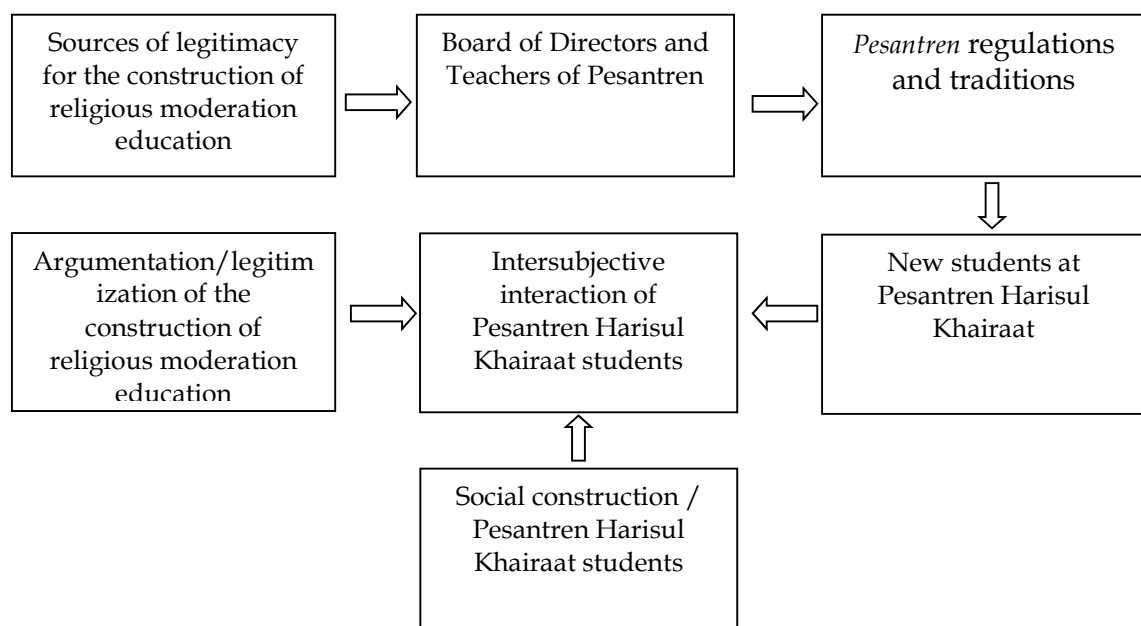 Sources of legitimacy
for the construction of
religious moderation
education
Board of Directors and
Teachers of Pesantren
Pesantren regulations
and traditions
Argumentation/legitim
ization of the
construction of
religious moderation
education
Intersubjective
interaction of
Pesantren Harisul
Khairaat students
New students at
Pesantren Harisul
Khairaat
Social construction /
Pesantren Harisul
Khairaat students